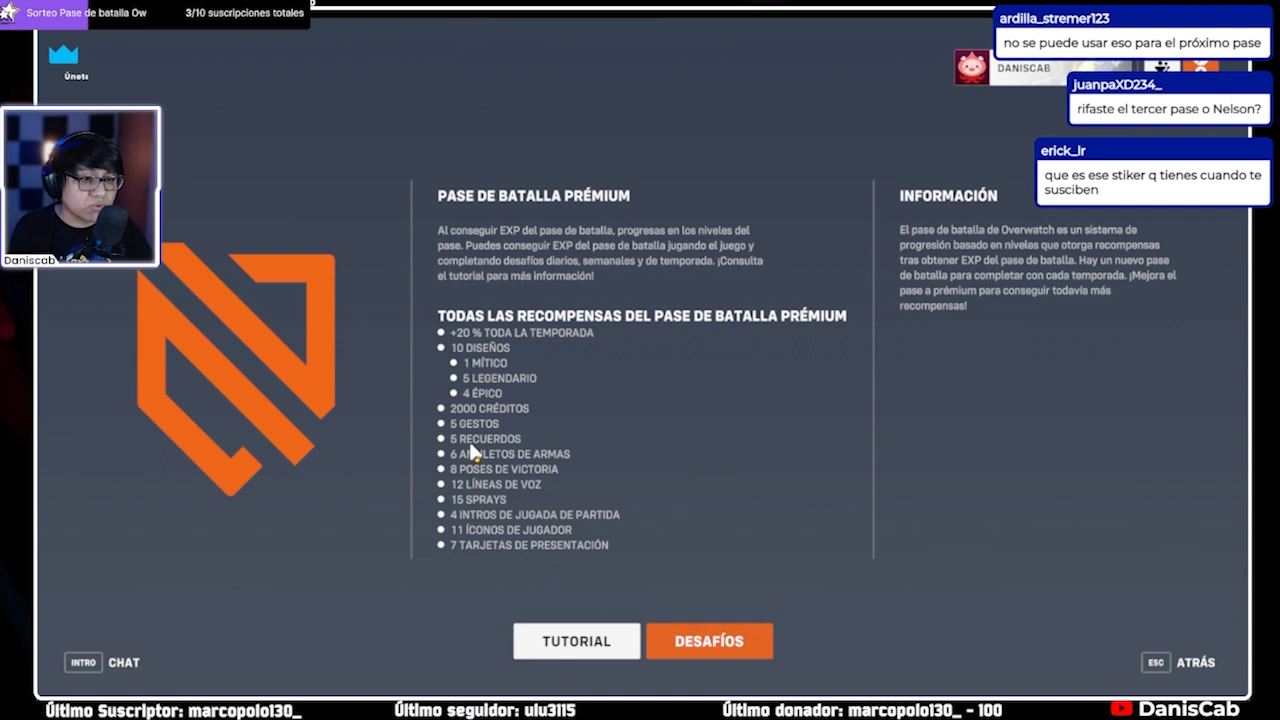 Sorteo Pase de batalla Ow
3/10 suscripciones totales
Únete
Daniscab
DANISCAB
ardilla_stremer123
no se puede usar eso para el próximo pase
juanpaXD234_
rifaste el tercer pase o Nelson?
erick_lr
que es ese stiker q tienes cuando te
susciben
PASE DE BATALLA PRÉMIUM
Al conseguir EXP del pase de batalla, progresas en los niveles del
pase. Puedes conseguir EXP del pase de batalla jugando el juego y
completando desafíos diarios, semanales y de temporada. ¡Consulta
el tutorial para más información!
TODAS LAS RECOMPENSAS DEL PASE DE BATALLA PRÉMIUM
+20 % TODA LA TEMPORADA
10 DISEÑOS
1 MÍTICO
5 LEGENDARIO
4 ÉPICO
2000 CRÉDITOS
5 GESTOS
5 RECUERDOS
6 AMULETOS DE ARMAS
8 POSES DE VICTORIA
12 LÍNEAS DE VOZ
15 SPRAYS
4 INTROS DE JUGADA DE PARTIDA
11 ÍCONOS DE JUGADOR
7 TARJETAS DE PRESENTACIÓN
INFORMACIÓN
El pase de batalla de Overwatch es un sistema de
progresión basado en niveles que otorga recompensas
tras obtener EXP del pase de batalla. Hay un nuevo pase
de batalla para completar con cada temporada. ¡Mejora el
pase a prémium para conseguir todavía más
recompensas!
TUTORIAL
DESAFÍOS
INTRO CHAT
ESC ATRÁS
Último Suscriptor: marcopolo130_
Último seguidor: ulu3115
Último donador: marcopolo130_ - 100
DanisCab